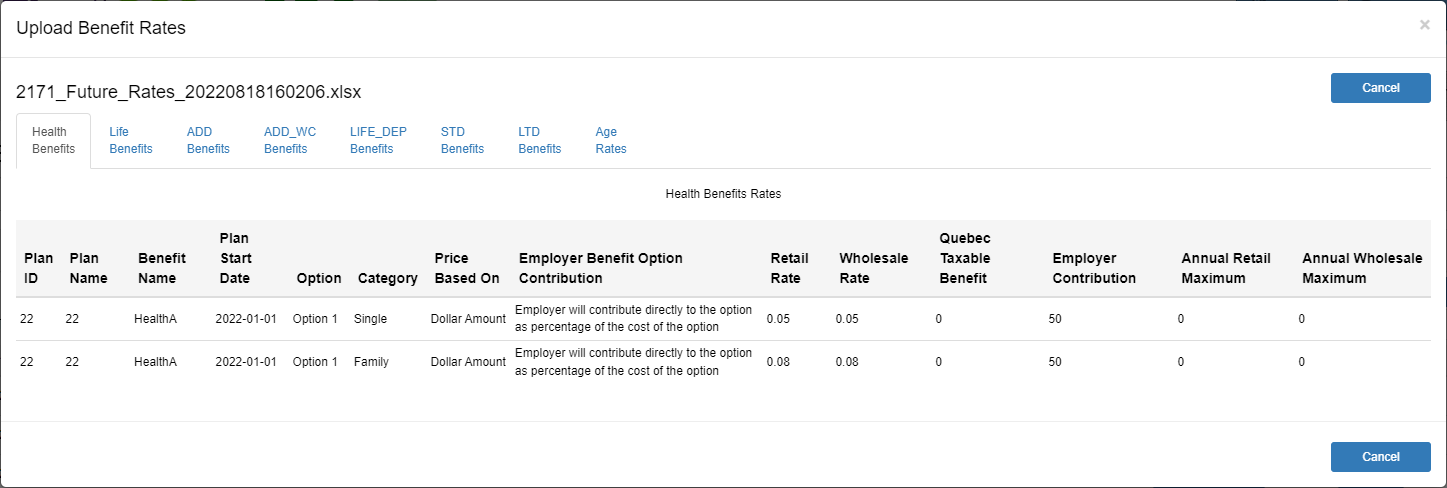 Upload Benefit Rates ×
2171_Future_Rates_20220818160206.xlsx Cancel
Health Life ADD ADD_WC LIFE_DEP STD LTD Age
Benefits Benefits Benefits Benefits Benefits Benefits Benefits Rates
Health Benefits Rates
Plan Quebec
Plan Plan Benefit Start Price Employer Benefit Option Retail Wholesale Taxable Employer Annual Retail Annual Wholesale
ID Name Name Date Option Category Based On Contribution Rate Rate Benefit Contribution Maximum Maximum
22 22 HealthA 2022-01-01 Option 1 Single Dollar Amount Employer will contribute directly to the option 0.05 0.05 0 50 0 0
as percentage of the cost of the option
22 22 HealthA 2022-01-01 Option 1 Family Dollar Amount Employer will contribute directly to the option 0.08 0.08 0 50 0 0
as percentage of the cost of the option
Cancel